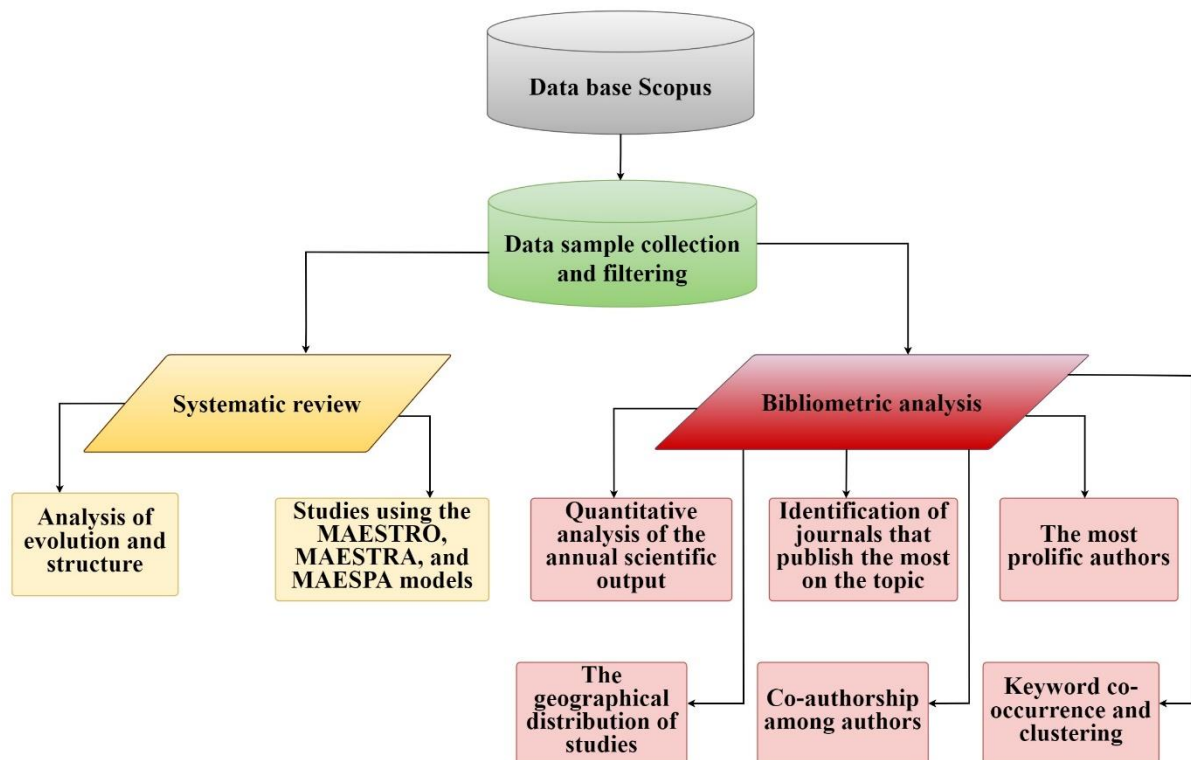 Data base Scopus
Data sample collection
and filtering
Systematic review
Bibliometric analysis
Analysis of
evolution and
structure
Studies using the
MAESTRO,
MAESTRA, and
MAESPA models
Quantitative
analysis of the
annual scientific
output
Identification of
journals that
publish the most
on the topic
The most
prolific authors
The
geographical
distribution of
studies
Co-authorship
among authors
Keyword co-
occurrence and
clustering